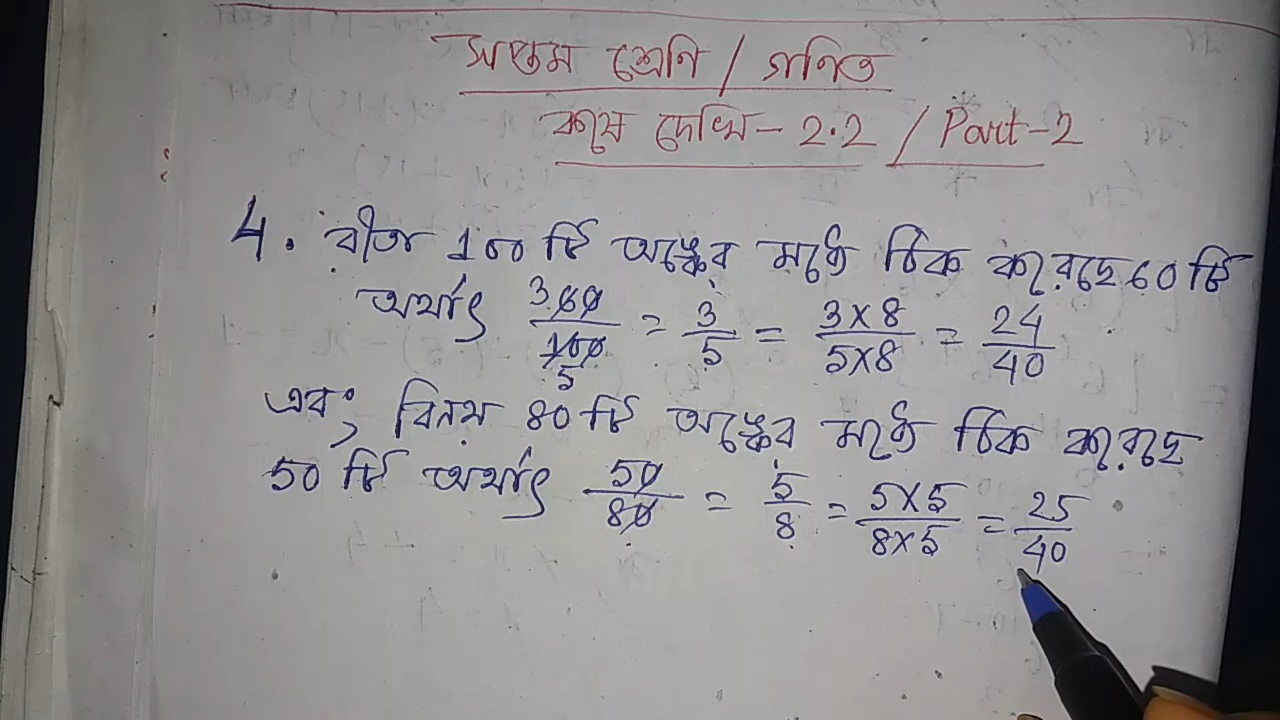 সপ্তম শ্রেণি / গণিত
কষে দেখি - 2.2 / Part-2
4. বীজ 100 টি অঙ্কের মধ্যে ঠিক করেছে 60 টি
অর্থাৎ 3 60/100 5 = 3/5 = 3×8/5×8 = 24/40
এবং, বিনয় 80 টি অঙ্কের মধ্যে ঠিক করেছে
50 টি অর্থাৎ 50/80 = 5/8 = 5×5/8×5 = 25/40